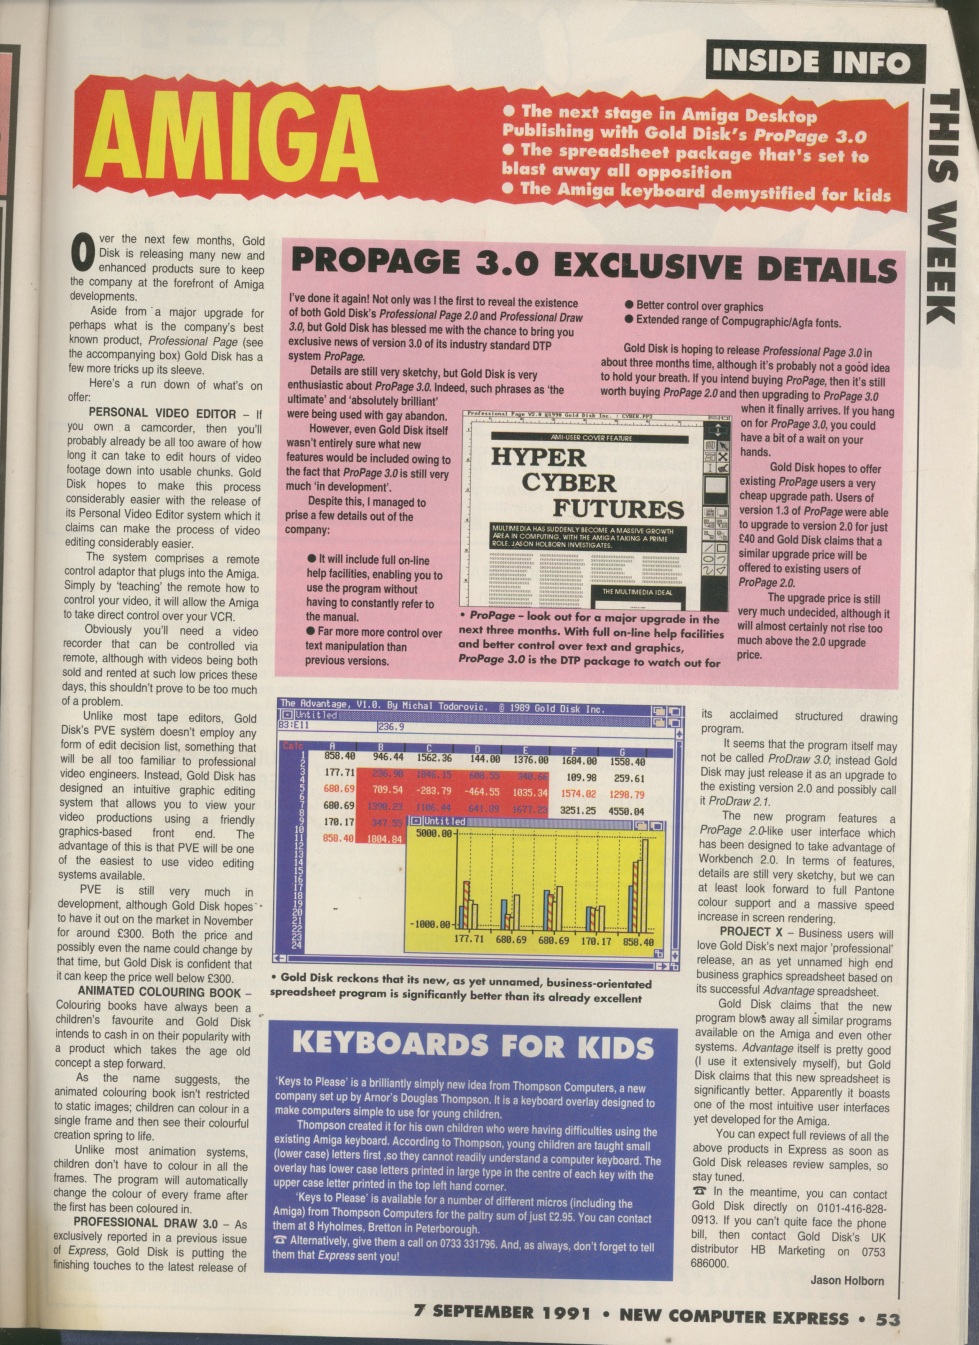 INSIDE INFO
THIS WEEK
AMIGA
● The next stage in Amiga Desktop
Publishing with Gold Disk's ProPage 3.0
● The spreadsheet package that's set to
blast away all opposition
● The Amiga keyboard demystified for kids
Over the next few months, Gold
Disk is releasing many new and
enhanced products sure to keep
the company at the forefront of Amiga
developments.
Aside from a major upgrade for
perhaps what is the company's best
known product, Professional Page (see
the accompanying box) Gold Disk has a
few more tricks up its sleeve.
Here's a run down of what's on
offer:
PERSONAL VIDEO EDITOR – If
you own a camcorder, then you'll
probably already be all too aware of how
long it can take to edit hours of video
footage down into usable chunks. Gold
Disk hopes to make this process
considerably easier with the release of
its Personal Video Editor system which it
claims can make the process of video
editing considerably easier.
The system comprises a remote
control adaptor that plugs into the Amiga.
Simply by 'teaching' the remote how to
control your video, it will allow the Amiga
to take direct control over your VCR.
Obviously you'll need a video
recorder that can be controlled via
remote, although with videos being both
sold and rented at such low prices these
days, this shouldn't prove to be too much
of a problem.
Unlike most tape editors, Gold
Disk's PVE system doesn't employ any
form of edit decision list, something that
will be all too familiar to professional
video engineers. Instead, Gold Disk has
designed an intuitive graphic editing
system that allows you to view your
video productions using a friendly
graphics-based front end. The
advantage of this is that PVE will be one
of the easiest to use video editing
systems available.
PVE is still very much in
development, although Gold Disk hopes
to have it out on the market in November
for around £300. Both the price and
possibly even the name could change by
that time, but Gold Disk is confident that
it can keep the price well below £300.
ANIMATED COLOURING BOOK –
Colouring books have always been a
children's favourite and Gold Disk
intends to cash in on their popularity with
a product which takes the age old
concept a step forward.
As the name suggests, the
animated colouring book isn't restricted
to static images; children can colour in a
single frame and then see their colourful
creation spring to life.
Unlike most animation systems,
children don't have to colour in all the
frames. The program will automatically
change the colour of every frame after
the first has been coloured in.
PROFESSIONAL DRAW 3.0 – As
exclusively reported in a previous issue
of Express, Gold Disk is putting the
finishing touches to the latest release of
PROPAGE 3.0 EXCLUSIVE DETAILS
I've done it again! Not only was I the first to reveal the existence
of both Gold Disk's Professional Page 2.0 and Professional Draw
3.0, but Gold Disk has blessed me with the chance to bring you
exclusive news of version 3.0 of its industry standard DTP
system ProPage.
Details are still very sketchy, but Gold Disk is very
enthusiastic about ProPage 3.0. Indeed, such phrases as 'the
ultimate' and 'absolutely brilliant'
were being used with gay abandon.
However, even Gold Disk itself
wasn't entirely sure what new
features would be included owing to
the fact that ProPage 3.0 is still very
much 'in development'.
Despite this, I managed to
prise a few details out of the
company:
● It will include full on-line
help facilities, enabling you to
use the program without
having to constantly refer to
the manual.
● Far more more control over
text manipulation than
previous versions.
● Better control over graphics
● Extended range of Compugraphic/Agfa fonts.
Gold Disk is hoping to release Professional Page 3.0 in
about three months time, although it's probably not a good idea
to hold your breath. If you intend buying ProPage, then it's still
worth buying ProPage 2.0 and then upgrading to ProPage 3.0
when it finally arrives. If you hang
on for ProPage 3.0, you could
have a bit of a wait on your
hands.
Gold Disk hopes to offer
existing ProPage users a very
cheap upgrade path. Users of
version 1.3 of ProPage were able
to upgrade to version 2.0 for just
£40 and Gold Disk claims that a
similar upgrade price will be
offered to existing users of
ProPage 2.0.
The upgrade price is still
very much undecided, although it
will almost certainly not rise too
much above the 2.0 upgrade
price.
Professional Page V2.0 ©1990 Gold Disk Inc. : CYBER.PP2
AMI-USER COVER FEATURE
HYPER
CYBER
FUTURES
MULTIMEDIA HAS SUDDENLY BECOME A MASSIVE GROWTH
AREA IN COMPUTING, WITH THE AMIGA TAKING A PRIME
ROLE. JASON HOLBORN INVESTIGATES.
THE MULTIMEDIA IDEAL
• ProPage – look out for a major upgrade in the
next three months. With full on-line help facilities
and better control over text and graphics,
ProPage 3.0 is the DTP package to watch out for
The Advantage, V1.0. By Michal Todorovic. © 1989 Gold Disk Inc.
Untitled
B3:E11 236.9
Calc A B C D E F G
1 858.40 946.44 1562.36 144.00 1376.00 1684.00 1558.40
2
3 177.71 236.90 1846.15 608.55 340.66 109.98 259.61
4
5 680.69 709.54 -203.79 -464.55 1035.34 1574.02 1298.79
6
7 680.69 1390.23 1106.44 641.29 1677.23 3251.25 4550.04
8
9 170.17 347.55
10
11 858.40 1804.84
12
13
14
15
16
17
18
19
20
21
22
23
24
Untitled
5000.00
-1000.00
177.71 680.69 680.69 170.17 858.40
• Gold Disk reckons that its new, as yet unnamed, business-orientated
spreadsheet program is significantly better than its already excellent
KEYBOARDS FOR KIDS
'Keys to Please' is a brilliantly simply new idea from Thompson Computers, a new
company set up by Arnor's Douglas Thompson. It is a keyboard overlay designed to
make computers simple to use for young children.
Thompson created it for his own children who were having difficulties using the
existing Amiga keyboard. According to Thompson, young children are taught small
(lower case) letters first ,so they cannot readily understand a computer keyboard. The
overlay has lower case letters printed in large type in the centre of each key with the
upper case letter printed in the top left hand corner.
'Keys to Please' is available for a number of different micros (including the
Amiga) from Thompson Computers for the paltry sum of just £2.95. You can contact
them at 8 Hyholmes, Bretton in Peterborough.
☎ Alternatively, give them a call on 0733 331796. And, as always, don't forget to tell
them that Express sent you!
its acclaimed structured drawing
program.
It seems that the program itself may
not be called ProDraw 3.0; instead Gold
Disk may just release it as an upgrade to
the existing version 2.0 and possibly call
it ProDraw 2.1.
The new program features a
ProPage 2.0-like user interface which
has been designed to take advantage of
Workbench 2.0. In terms of features,
details are still very sketchy, but we can
at least look forward to full Pantone
colour support and a massive speed
increase in screen rendering.
PROJECT X – Business users will
love Gold Disk's next major 'professional'
release, an as yet unnamed high end
business graphics spreadsheet based on
its successful Advantage spreadsheet.
Gold Disk claims that the new
program blows away all similar programs
available on the Amiga and even other
systems. Advantage itself is pretty good
(I use it extensively myself), but Gold
Disk claims that this new spreadsheet is
significantly better. Apparently it boasts
one of the most intuitive user interfaces
yet developed for the Amiga.
You can expect full reviews of all the
above products in Express as soon as
Gold Disk releases review samples, so
stay tuned.
☎ In the meantime, you can contact
Gold Disk directly on 0101-416-828-
0913. If you can't quite face the phone
bill, then contact Gold Disk's UK
distributor HB Marketing on 0753
686000.
Jason Holborn
7 SEPTEMBER 1991 • NEW COMPUTER EXPRESS • 53